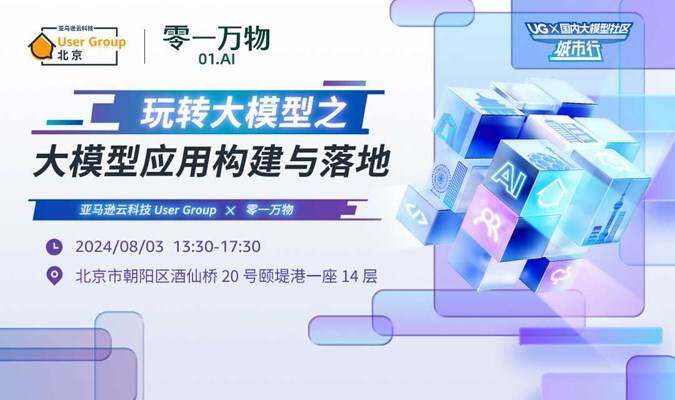 亚马逊云科技
User Group
北京
零一万物
01.AI
UG X 国内大模型社区
城市行
玩转大模型之
大模型应用构建与落地
亚马逊云科技 User Group × 零一万物
2024/08/03 13:30-17:30
北京市朝阳区酒仙桥 20 号颐堤港一座 14 层
AI